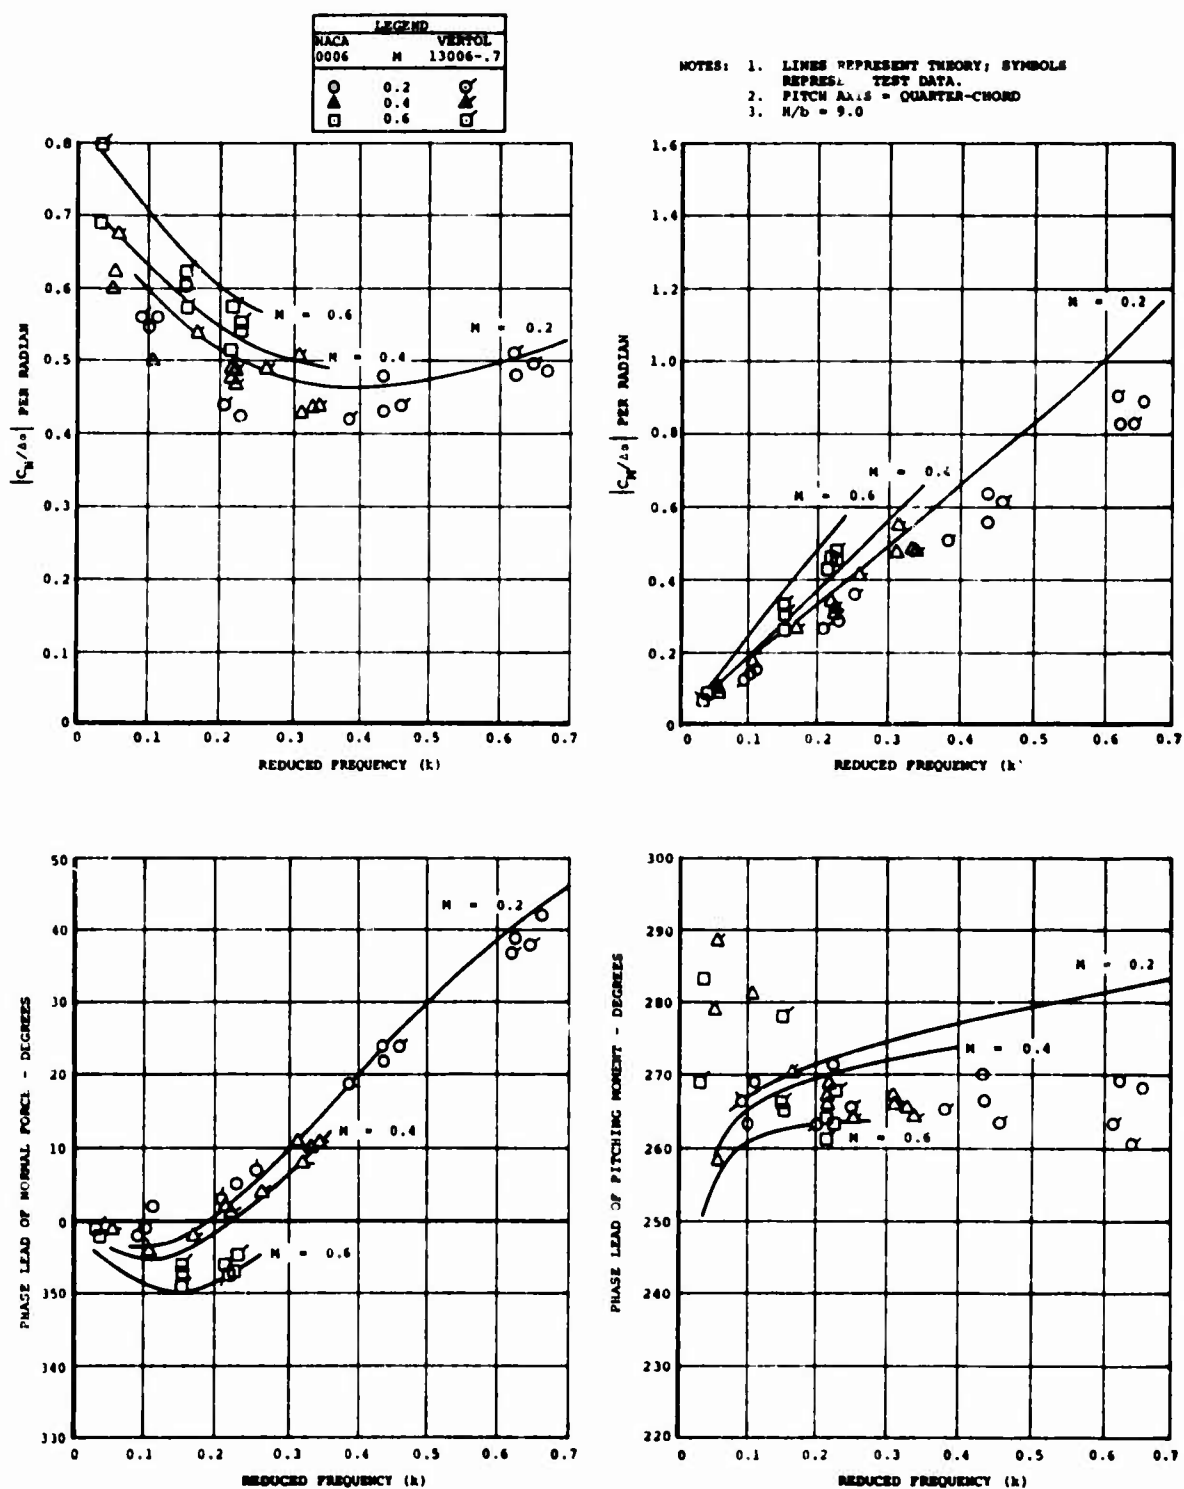 LEGEND
NACA VERTOL
0006 M 13006-.7
0.2
0.4
0.6
NOTES: 1. LINES REPRESENT THEORY; SYMBOLS
REPRESE TEST DATA.
2. PITCH AXIS = QUARTER-CHORD
3. H/b = 9.0
0.8
0.7
0.6
0.5
0.4
0.3
0.2
0.1
0
|C_N/Δα| PER RADIAN
M = 0.6
M = 0.4
M = 0.2
0 0.1 0.2 0.3 0.4 0.5 0.6 0.7
REDUCED FREQUENCY (k)
1.6
1.4
1.2
1.0
0.8
0.6
0.4
0.2
0
|C_M/Δα| PER RADIAN
M = 0.2
M = 0.4
M = 0.6
0 0.1 0.2 0.3 0.4 0.5 0.6 0.7
REDUCED FREQUENCY (k
50
40
30
20
10
0
350
340
330
PHASE LEAD OF NORMAL FORCE - DEGREES
M = 0.2
M = 0.4
M = 0.6
0 0.1 0.2 0.3 0.4 0.5 0.6 0.7
REDUCED FREQUENCY (k)
300
290
280
270
260
250
240
230
220
PHASE LEAD OF PITCHING MOMENT - DEGREES
M = 0.2
M = 0.4
M = 0.6
0 0.1 0.2 0.3 0.4 0.5 0.6 0.7
REDUCED FREQUENCY (k)